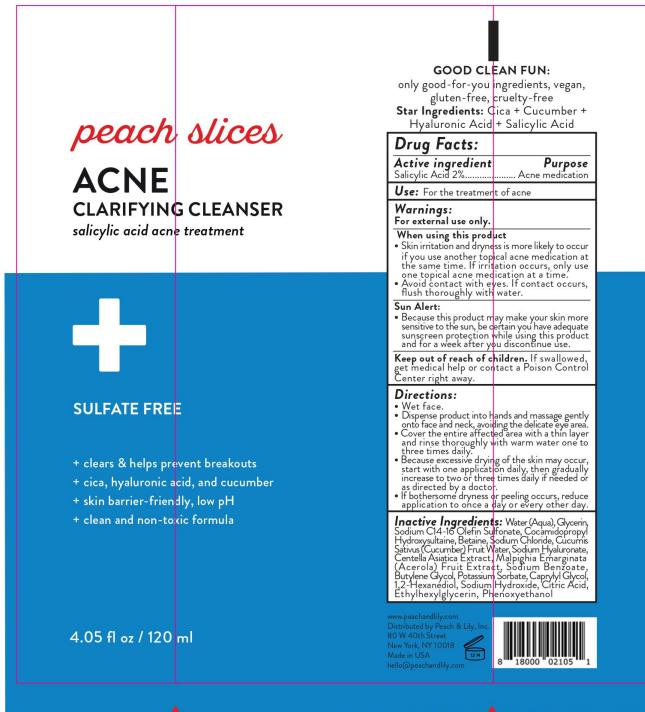 peach slices
ACNE
CLARIFYING CLEANSER
salicylic acid acne treatment
SULFATE FREE
+ clears & helps prevent breakouts
+ cica, hyaluronic acid, and cucumber
+ skin barrier-friendly, low pH
+ clean and non-toxic formula
4.05 fl oz / 120 ml
GOOD CLEAN FUN:
only good-for-you ingredients, vegan,
gluten-free, cruelty-free
Star Ingredients: Cica + Cucumber +
Hyaluronic Acid + Salicylic Acid
Drug Facts:
Active ingredient Purpose
Salicylic Acid 2%..................... Acne medication
Use: For the treatment of acne
Warnings:
For external use only.
When using this product
• Skin irritation and dryness is more likely to occur
if you use another topical acne medication at
the same time. If irritation occurs, only use
one topical acne medication at a time.
• Avoid contact with eyes. If contact occurs,
flush thoroughly with water.
Sun Alert:
• Because this product may make your skin more
sensitive to the sun, be certain you have adequate
sunscreen protection while using this product
and for a week after you discontinue use.
Keep out of reach of children. If swallowed,
get medical help or contact a Poison Control
Center right away.
Directions:
• Wet face.
• Dispense product into hands and massage gently
onto face and neck, avoiding the delicate eye area.
• Cover the entire affected area with a thin layer
and rinse thoroughly with warm water one to
three times daily.
• Because excessive drying of the skin may occur,
start with one application daily, then gradually
increase to two or three times daily if needed or
as directed by a doctor.
• If bothersome dryness or peeling occurs, reduce
application to once a day or every other day.
Inactive Ingredients: Water (Aqua), Glycerin,
Sodium C14-16 Olefin Sulfonate, Cocamidopropyl
Hydroxysultaine, Betaine, Sodium Chloride, Cucumis
Sativus (Cucumber) Fruit Water, Sodium Hyaluronate,
Centella Asiatica Extract, Malpighia Emarginata
(Acerola) Fruit Extract, Sodium Benzoate,
Butylene Glycol, Potassium Sorbate, Caprylyl Glycol,
1,2-Hexanediol, Sodium Hydroxide, Citric Acid,
Ethylhexylglycerin, Phenoxyethanol
www.peachandlily.com
Distributed by Peach & Lily, Inc.
80 W 40th Street
New York, NY 10018
Made in USA
hello@peachandlily.com
12 M
8 18000 02105 1